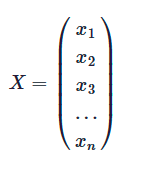 X = ( x₁
x₂
x₃
…
xₙ )